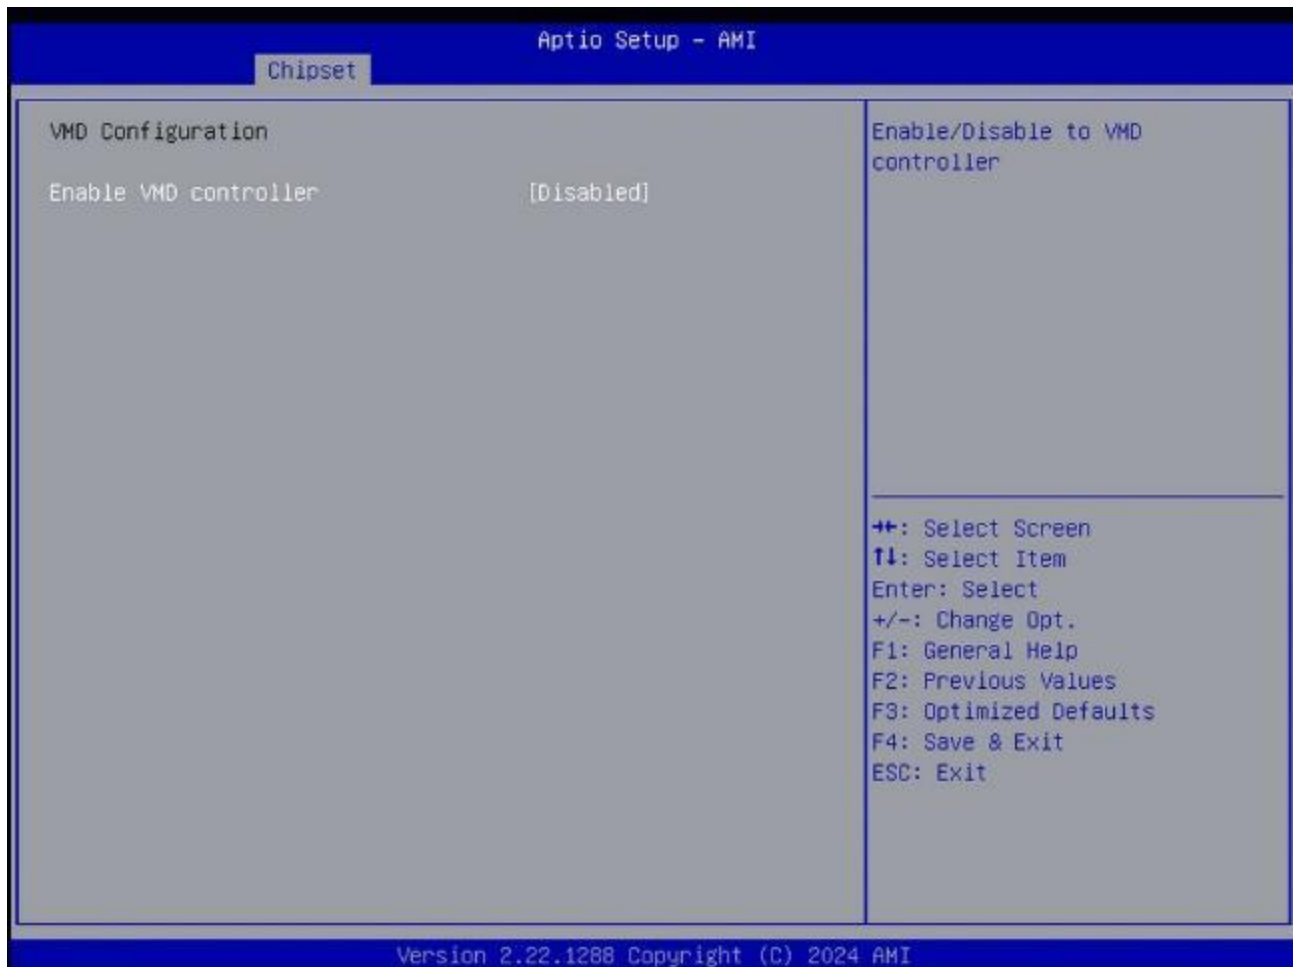 Aptio Setup – AMI
Chipset
VMD Configuration
Enable VMD controller [Disabled]
Enable/Disable to VMD
controller
→←: Select Screen
↑↓: Select Item
Enter: Select
+/-: Change Opt.
F1: General Help
F2: Previous Values
F3: Optimized Defaults
F4: Save & Exit
ESC: Exit
Version 2.22.1288 Copyright (C) 2024 AMI